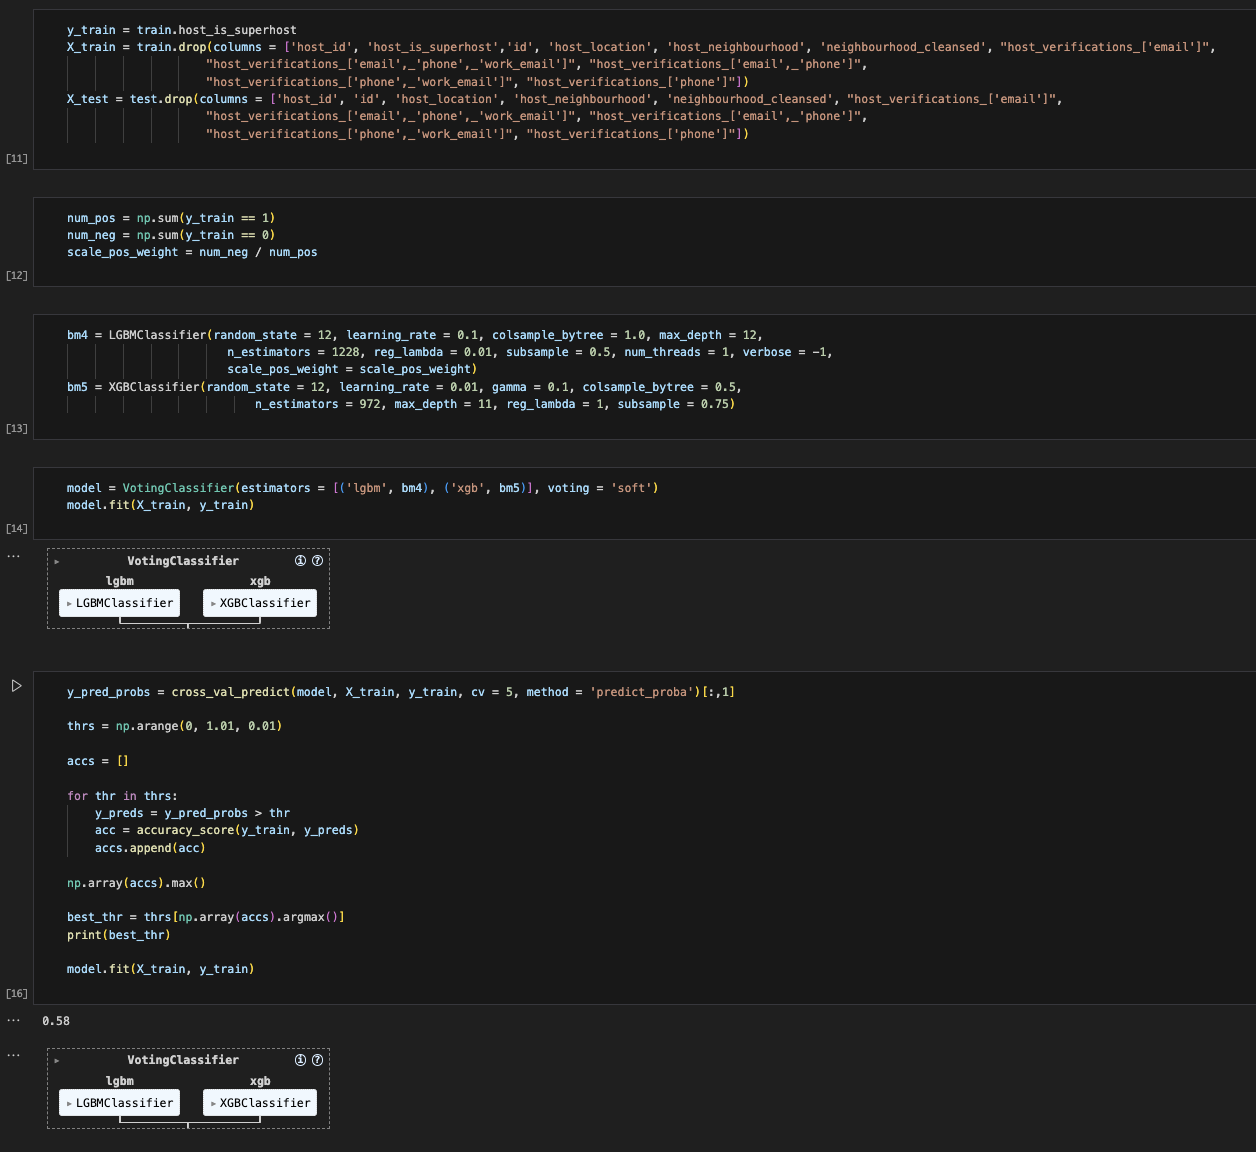 y_train = train.host_is_superhost
X_train = train.drop(columns = ['host_id', 'host_is_superhost','id', 'host_location', 'host_neighbourhood', 'neighbourhood_cleansed', "host_verifications_['email']",
"host_verifications_['email',_'phone',_'work_email']", "host_verifications_['email',_'phone']",
"host_verifications_['phone',_'work_email']", "host_verifications_['phone']"])
X_test = test.drop(columns = ['host_id', 'id', 'host_location', 'host_neighbourhood', 'neighbourhood_cleansed', "host_verifications_['email']",
"host_verifications_['email',_'phone',_'work_email']", "host_verifications_['email',_'phone']",
"host_verifications_['phone',_'work_email']", "host_verifications_['phone']"])
[11]
num_pos = np.sum(y_train == 1)
num_neg = np.sum(y_train == 0)
scale_pos_weight = num_neg / num_pos
[12]
bm4 = LGBMClassifier(random_state = 12, learning_rate = 0.1, colsample_bytree = 1.0, max_depth = 12,
n_estimators = 1228, reg_lambda = 0.01, subsample = 0.5, num_threads = 1, verbose = -1,
scale_pos_weight = scale_pos_weight)
bm5 = XGBClassifier(random_state = 12, learning_rate = 0.01, gamma = 0.1, colsample_bytree = 0.5,
n_estimators = 972, max_depth = 11, reg_lambda = 1, subsample = 0.75)
[13]
model = VotingClassifier(estimators = [('lgbm', bm4), ('xgb', bm5)], voting = 'soft')
model.fit(X_train, y_train)
[14]
...
VotingClassifier i ?
lgbm xgb
LGBMClassifier XGBClassifier
y_pred_probs = cross_val_predict(model, X_train, y_train, cv = 5, method = 'predict_proba')[:,1]
thrs = np.arange(0, 1.01, 0.01)
accs = []
for thr in thrs:
y_preds = y_pred_probs > thr
acc = accuracy_score(y_train, y_preds)
accs.append(acc)
np.array(accs).max()
best_thr = thrs[np.array(accs).argmax()]
print(best_thr)
model.fit(X_train, y_train)
[16]
... 0.58
...
VotingClassifier i ?
lgbm xgb
LGBMClassifier XGBClassifier